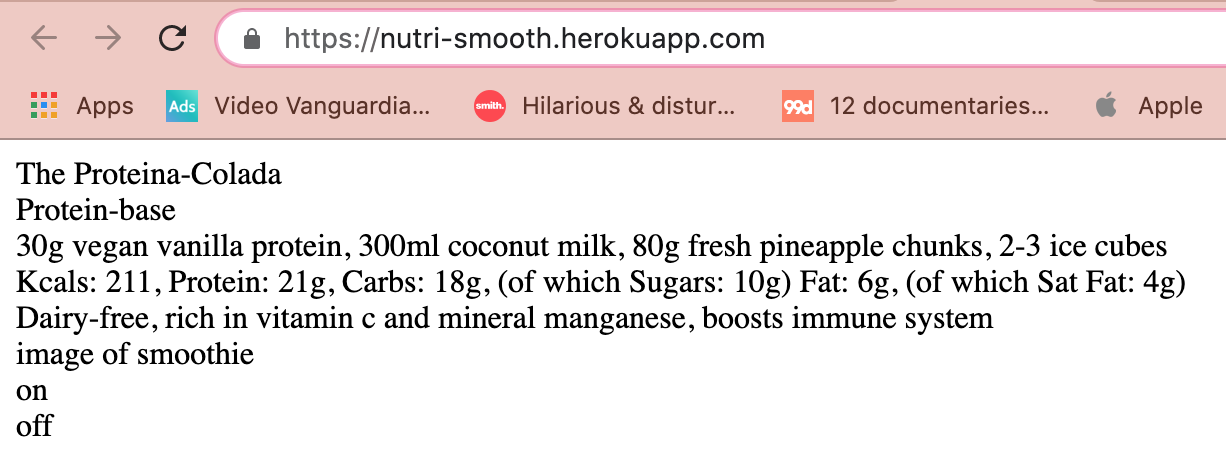 https://nutri-smooth.herokuapp.com
Apps Ads Video Vanguardia... smith. Hilarious & distur... 99d 12 documentaries... Apple
The Proteina-Colada
Protein-base
30g vegan vanilla protein, 300ml coconut milk, 80g fresh pineapple chunks, 2-3 ice cubes
Kcals: 211, Protein: 21g, Carbs: 18g, (of which Sugars: 10g) Fat: 6g, (of which Sat Fat: 4g)
Dairy-free, rich in vitamin c and mineral manganese, boosts immune system
image of smoothie
on
off